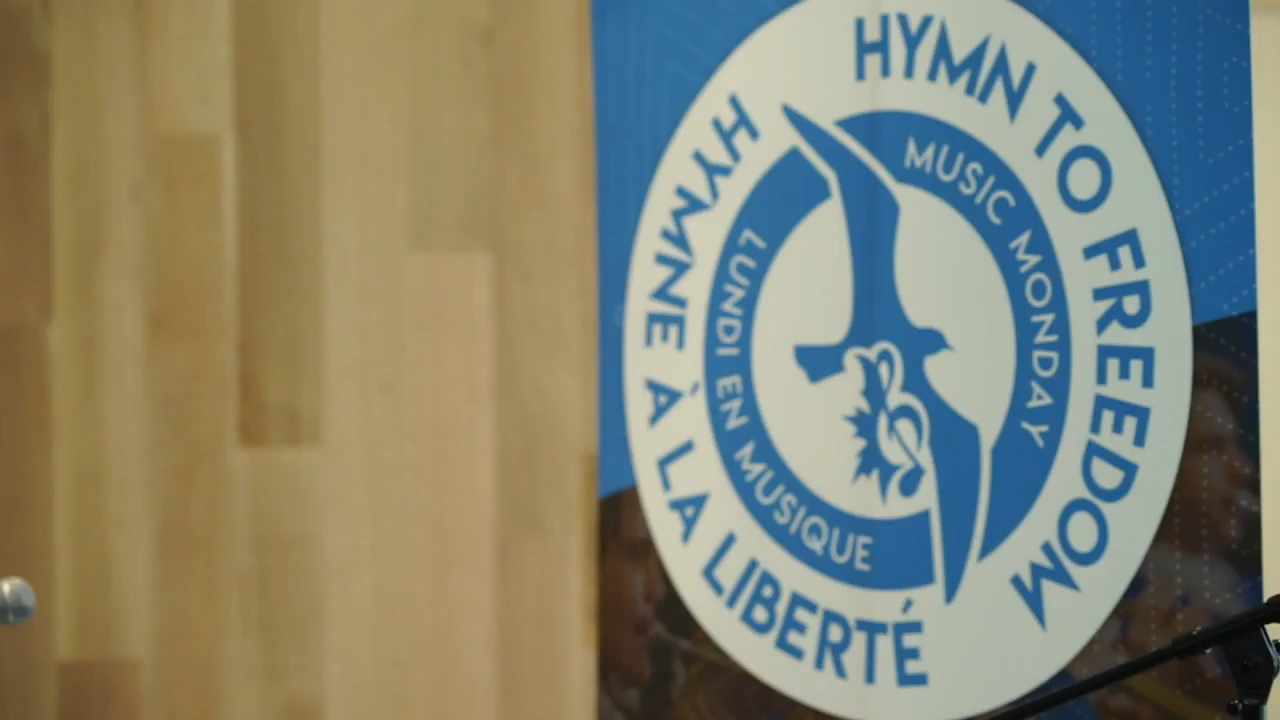 HYMN TO FREEDOM
MUSIC MONDAY
LUNDI EN MUSIQUE
HYMNE À LA LIBERTÉ